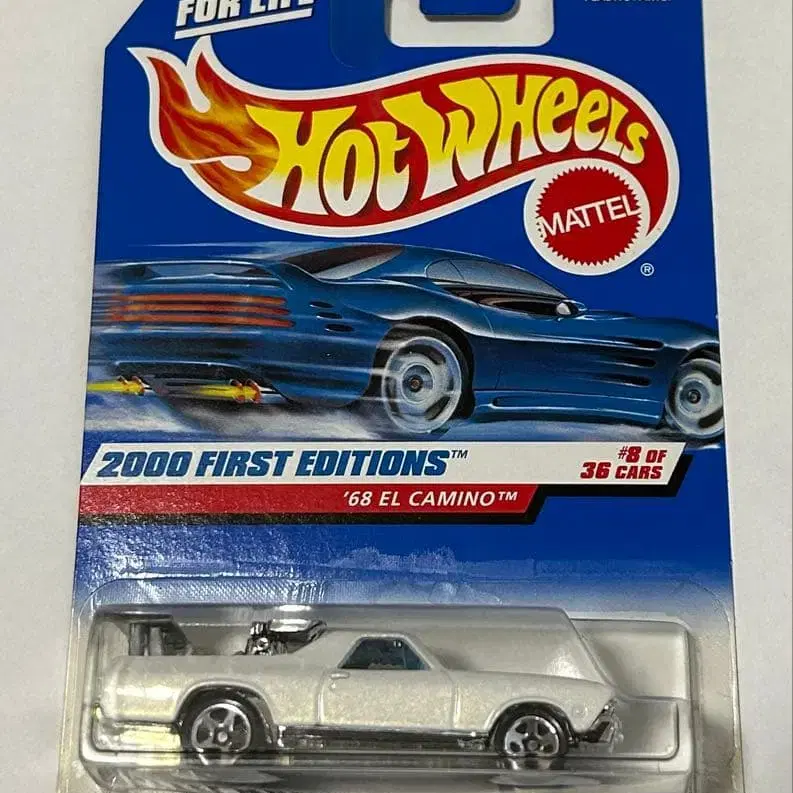 FOR LIFE
HOT WHEELS
MATTEL
®
2000 FIRST EDITIONS™
#8 OF
36 CARS
'68 EL CAMINO™